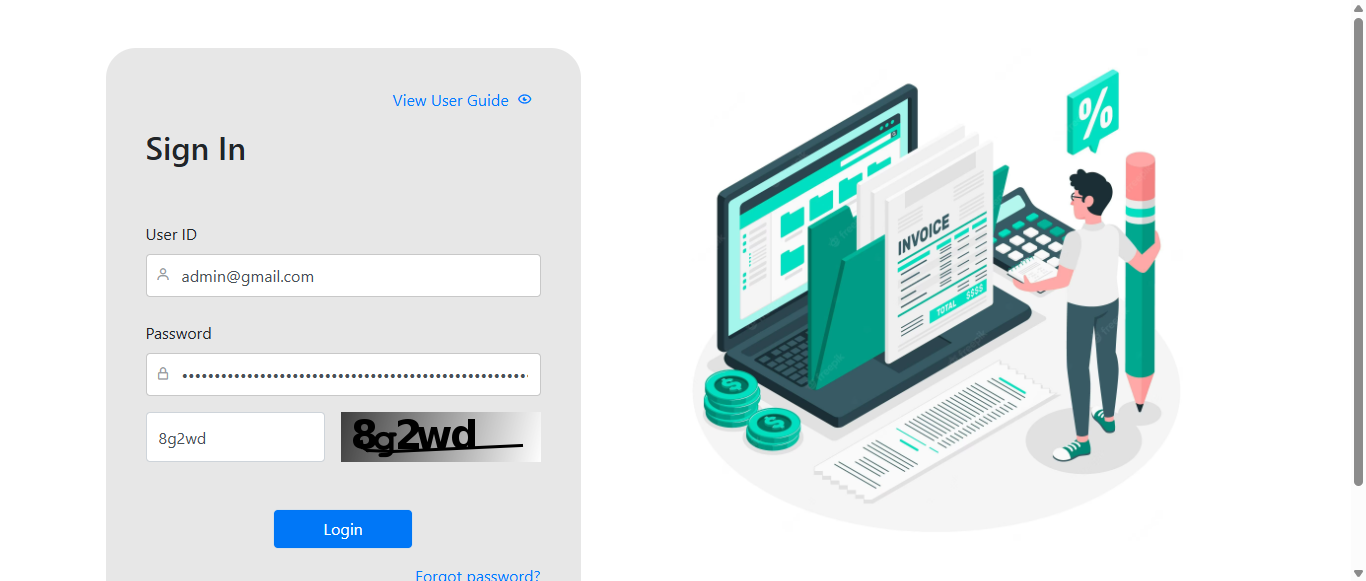 View User Guide
Sign In
User ID
admin@gmail.com
Password
••••••••••••••••••••••••••••••••••••••••••••••••••••
8g2wd
8g2wd
Login
Forgot password?
%
INVOICE
TOTAL $$$$
$
$